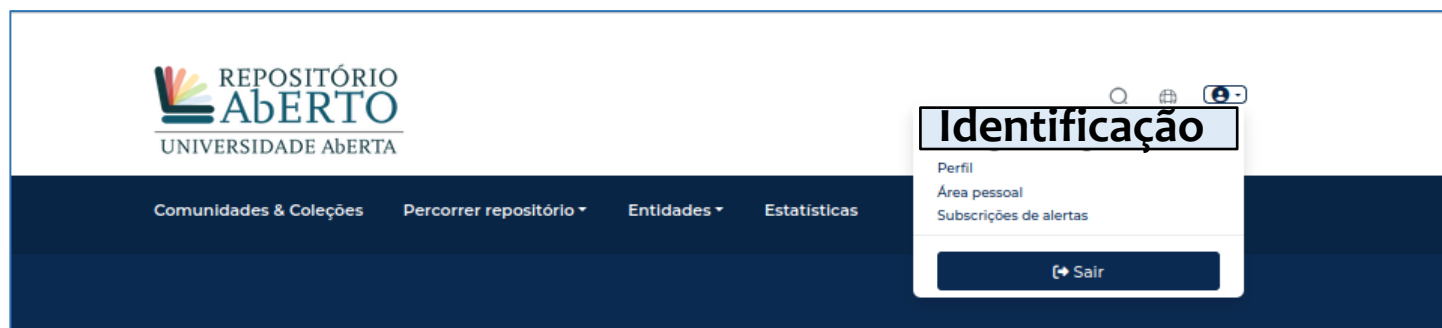 REPOSITÓRIO
AbERTO
UNIVERSIDADE AbERTA
Identificação
Perfil
Área pessoal
Subscrições de alertas
Sair
Comunidades & Coleções
Percorrer repositório
Entidades
Estatísticas